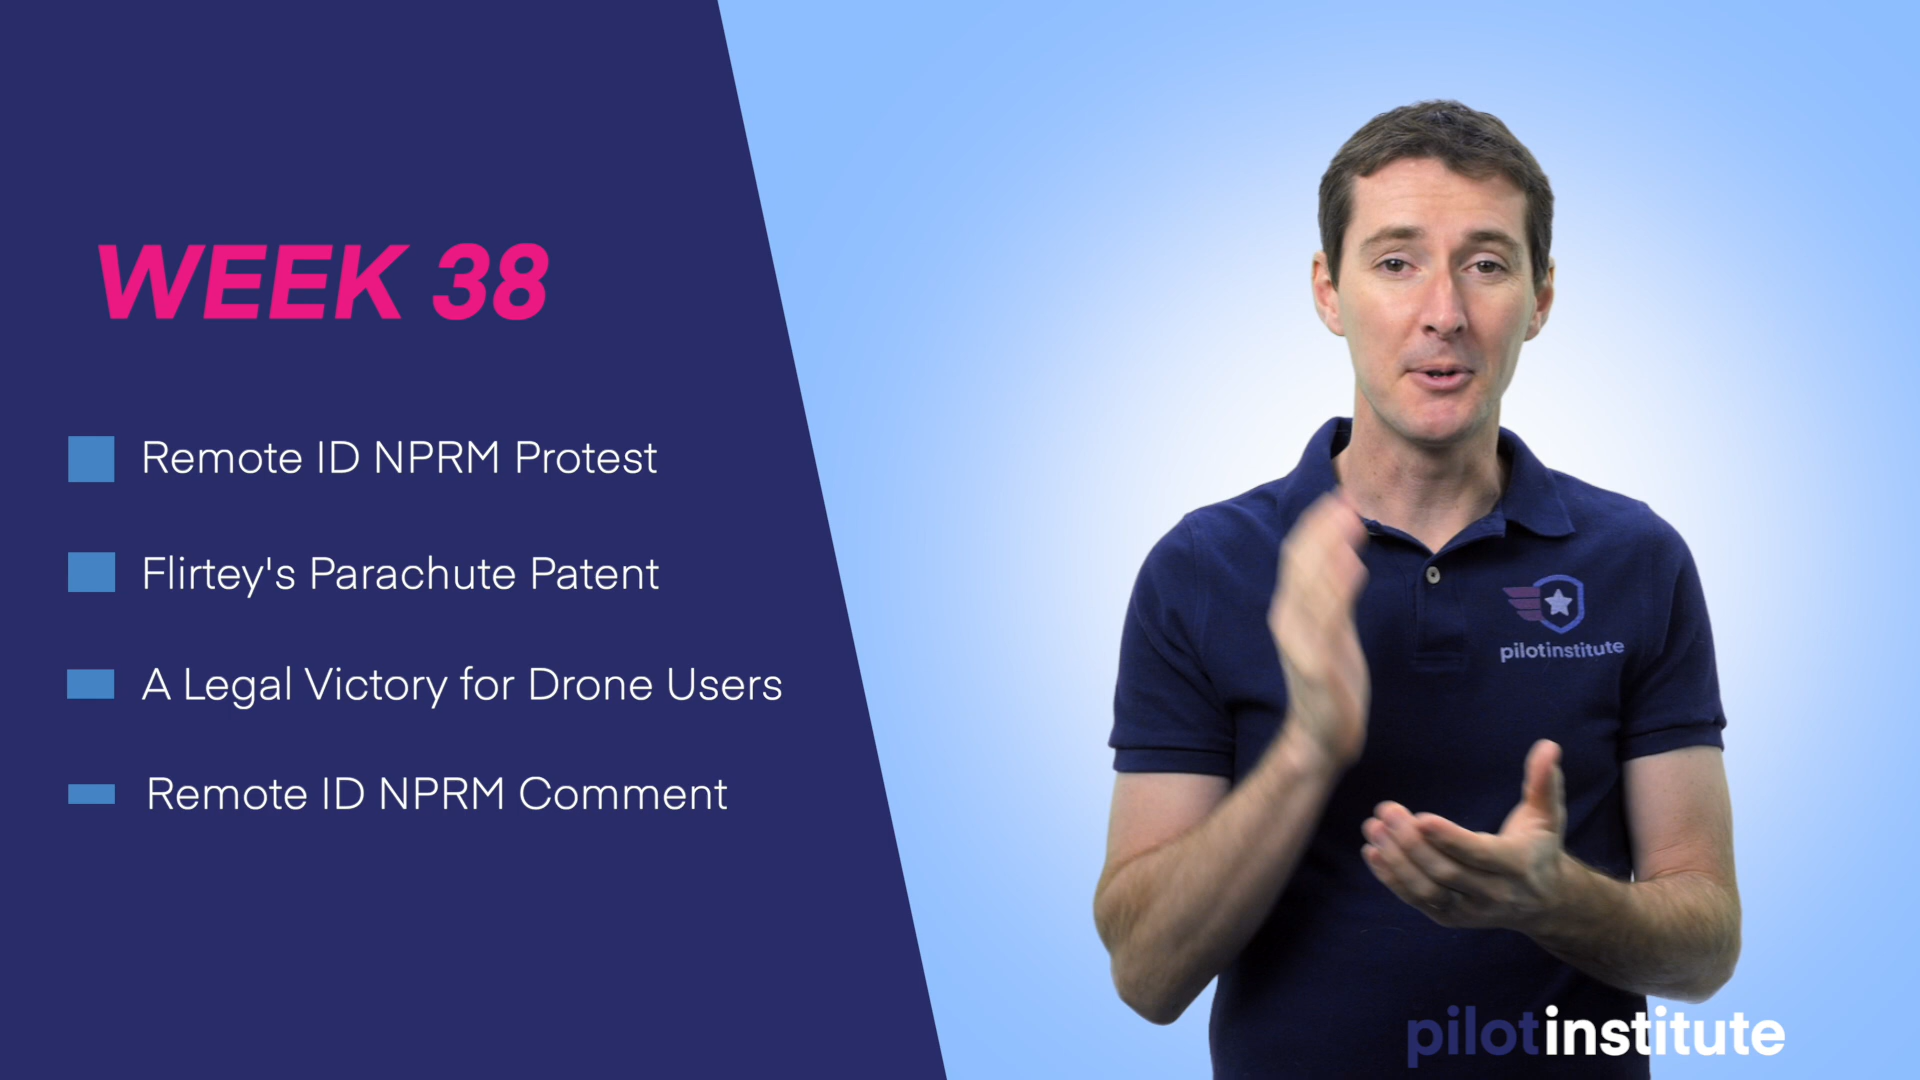 WEEK 38
Remote ID NPRM Protest
Flirtey's Parachute Patent
A Legal Victory for Drone Users
Remote ID NPRM Comment
pilotinstitute
pilotinstitute